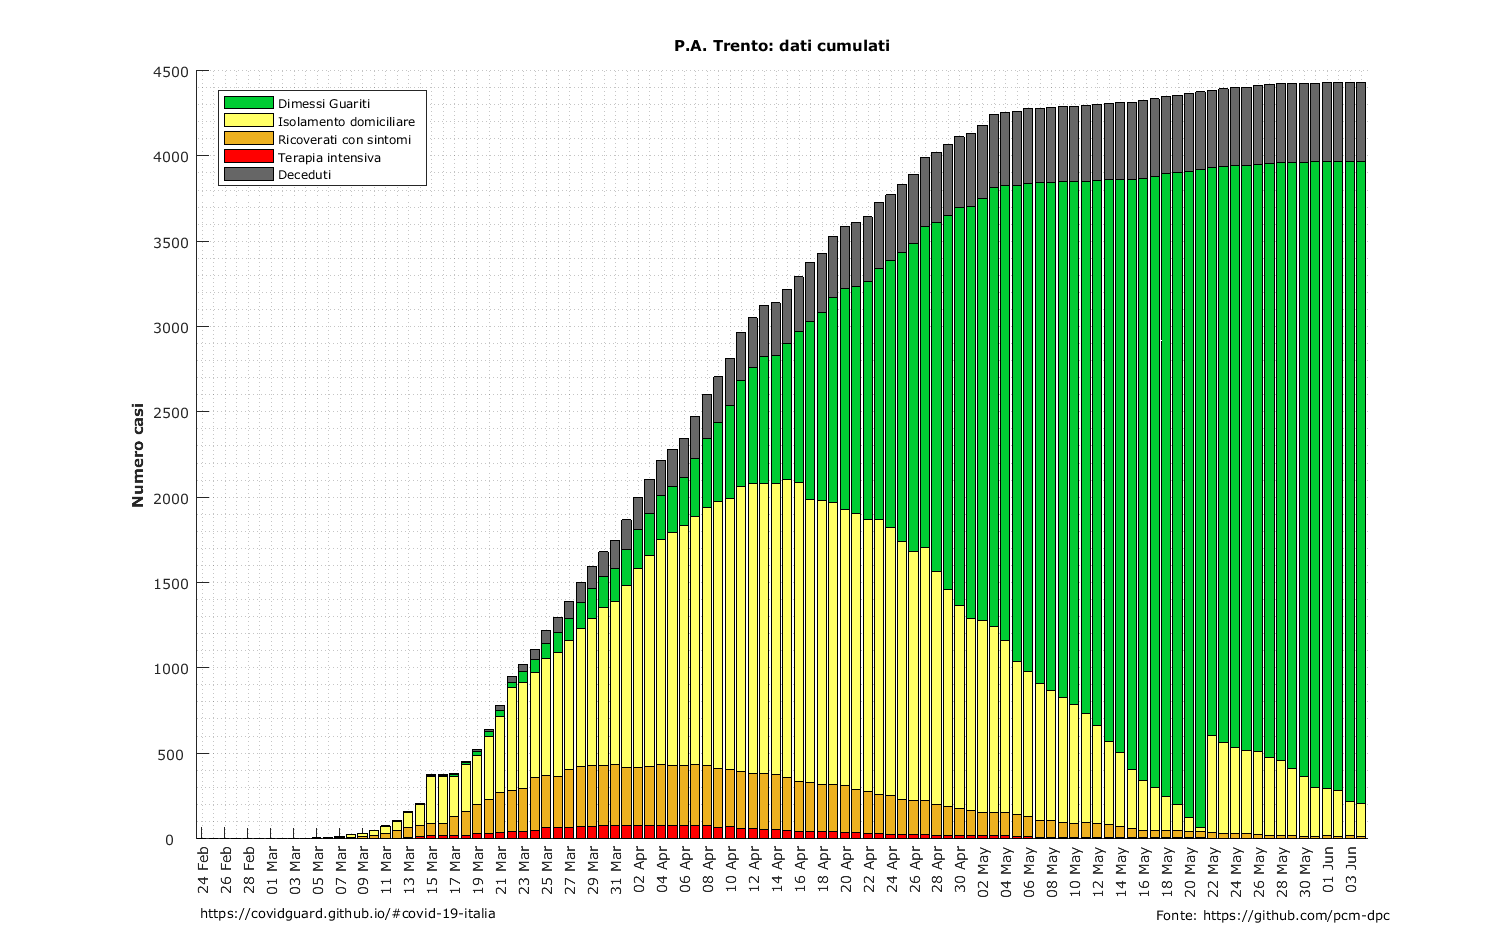 P.A. Trento: dati cumulati
4500
4000
3500
3000
2500
2000
1500
1000
500
0
Numero casi
Dimessi Guariti
Isolamento domiciliare
Ricoverati con sintomi
Terapia intensiva
Deceduti
24 Feb
26 Feb
28 Feb
01 Mar
03 Mar
05 Mar
07 Mar
09 Mar
11 Mar
13 Mar
15 Mar
17 Mar
19 Mar
21 Mar
23 Mar
25 Mar
27 Mar
29 Mar
31 Mar
02 Apr
04 Apr
06 Apr
08 Apr
10 Apr
12 Apr
14 Apr
16 Apr
18 Apr
20 Apr
22 Apr
24 Apr
26 Apr
28 Apr
30 Apr
02 May
04 May
06 May
08 May
10 May
12 May
14 May
16 May
18 May
20 May
22 May
24 May
26 May
28 May
30 May
01 Jun
03 Jun
https://covidguard.github.io/#covid-19-italia
Fonte: https://github.com/pcm-dpc